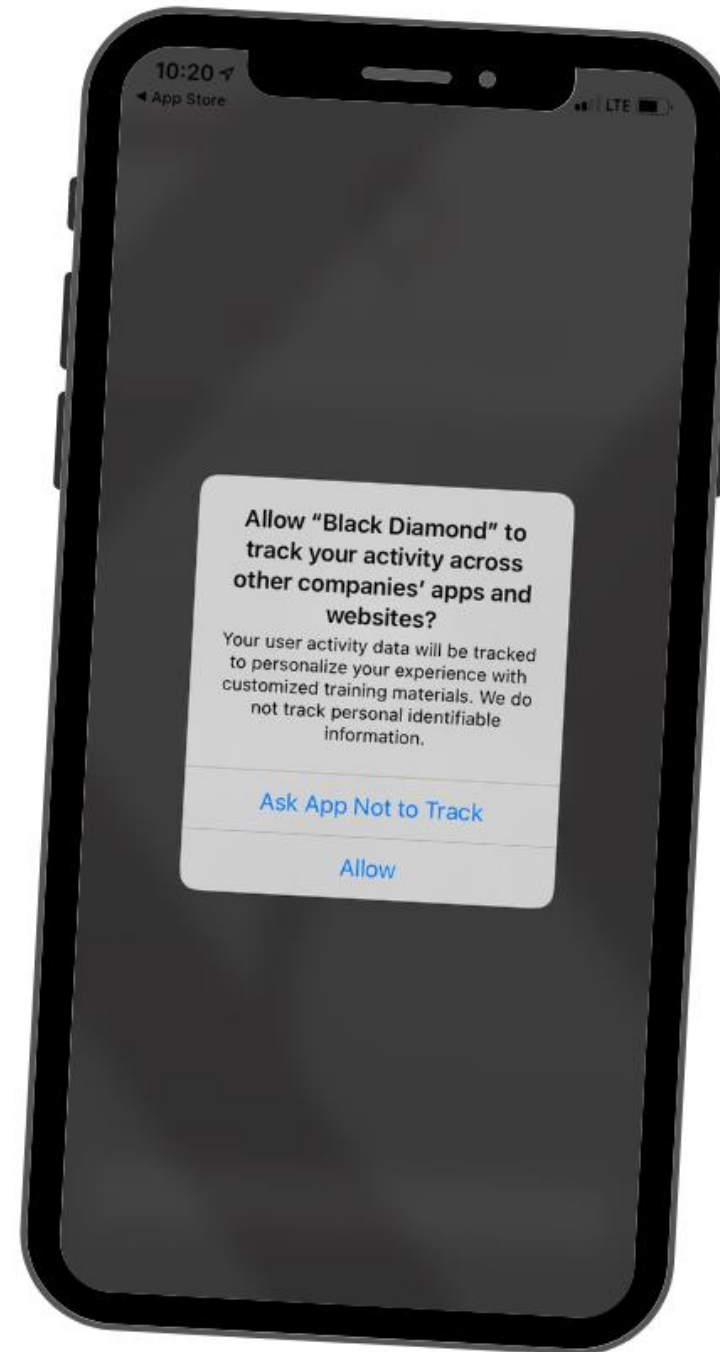 10:20
◀ App Store
LTE
Allow “Black Diamond” to
track your activity across
other companies’ apps and
websites?
Your user activity data will be tracked
to personalize your experience with
customized training materials. We do
not track personal identifiable
information.
Ask App Not to Track
Allow